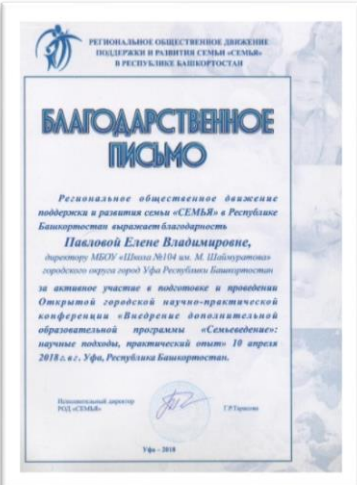 РЕГИОНАЛЬНОЕ ОБЩЕСТВЕННОЕ ДВИЖЕНИЕ
ПОДДЕРЖКИ И РАЗВИТИЯ СЕМЬИ «СЕМЬЯ»
В РЕСПУБЛИКЕ БАШКОРТОСТАН
БЛАГОДАРСТВЕННОЕ
ПИСЬМО
Региональное общественное движение
поддержки и развития семьи «СЕМЬЯ» в Республике
Башкортостан выражает благодарность
Павловой Елене Владимировне,
директору МБОУ «Школа №104 им. М. Шаймуратова»
городского округа город Уфа Республики Башкортостан
за активное участие в подготовке и проведении
Открытой городской научно-практической
конференции «Внедрение дополнительной
образовательной программы «Семьеведение»:
научные подходы, практический опыт» 10 апреля
2018 г. в г. Уфа, Республика Башкортостан.
Исполнительный директор
РОД «СЕМЬЯ»
Г.Р.Тарасова
Уфа – 2018